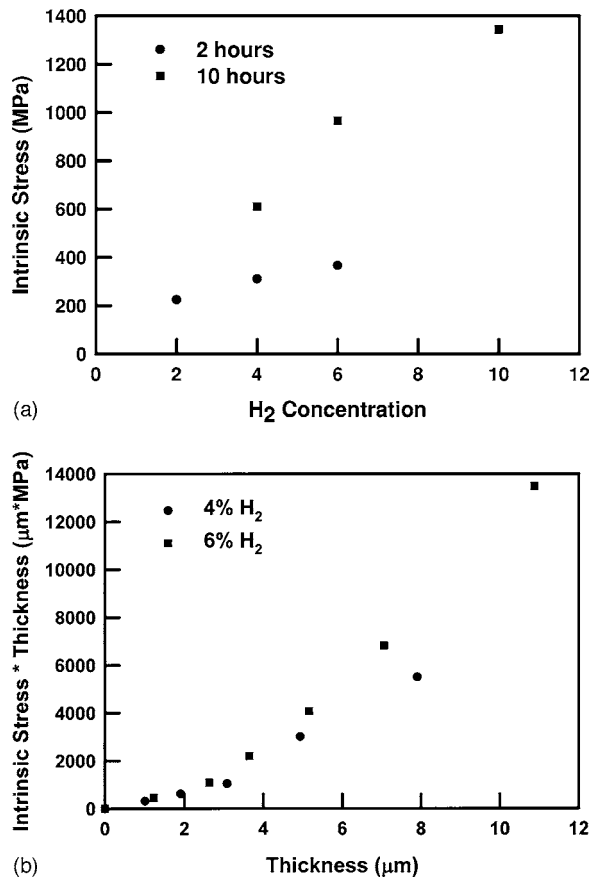 1400
1200
1000
800
600
400
200
0
Intrinsic Stress (MPa)
2 hours
10 hours
0 2 4 6 8 10 12
(a)
H2 Concentration
14000
12000
10000
8000
6000
4000
2000
0
Intrinsic Stress * Thickness (μm*MPa)
4% H2
6% H2
0 2 4 6 8 10 12
(b)
Thickness (μm)